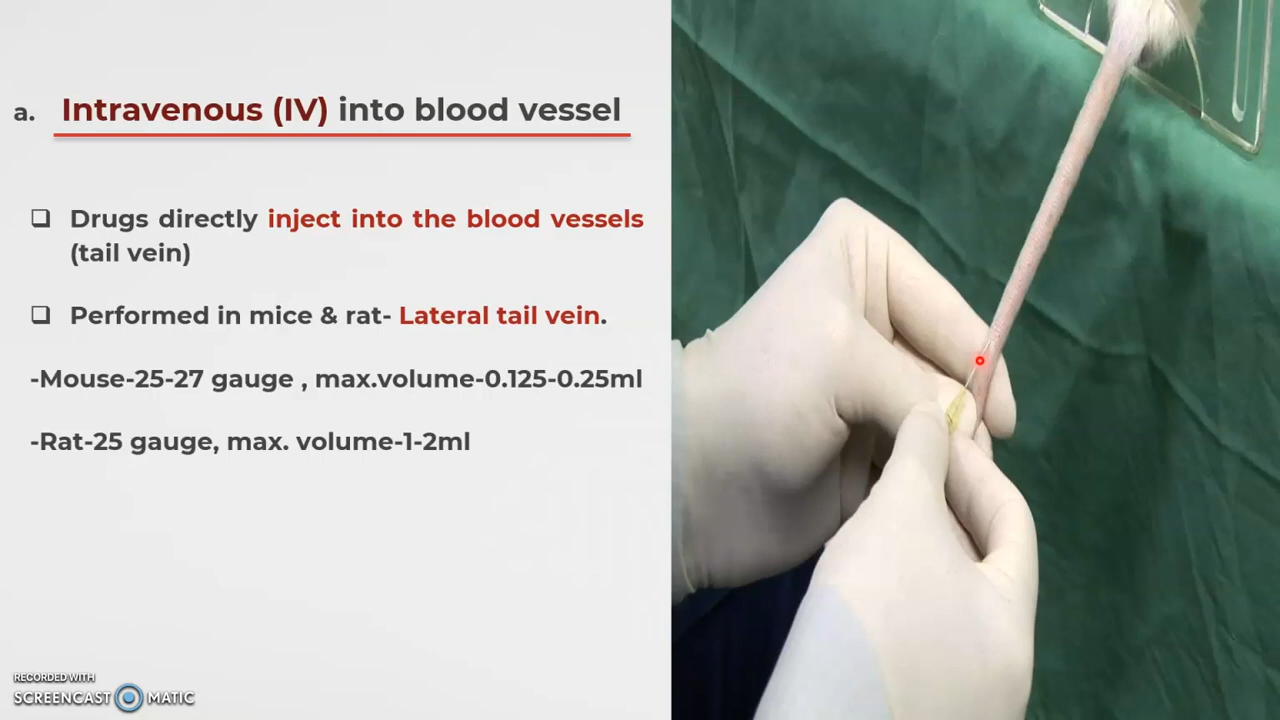 a. Intravenous (IV) into blood vessel
❑ Drugs directly inject into the blood vessels
(tail vein)
❑ Performed in mice & rat- Lateral tail vein.
-Mouse-25-27 gauge , max.volume-0.125-0.25ml
-Rat-25 gauge, max. volume-1-2ml
RECORDED WITH
SCREENCAST MATIC